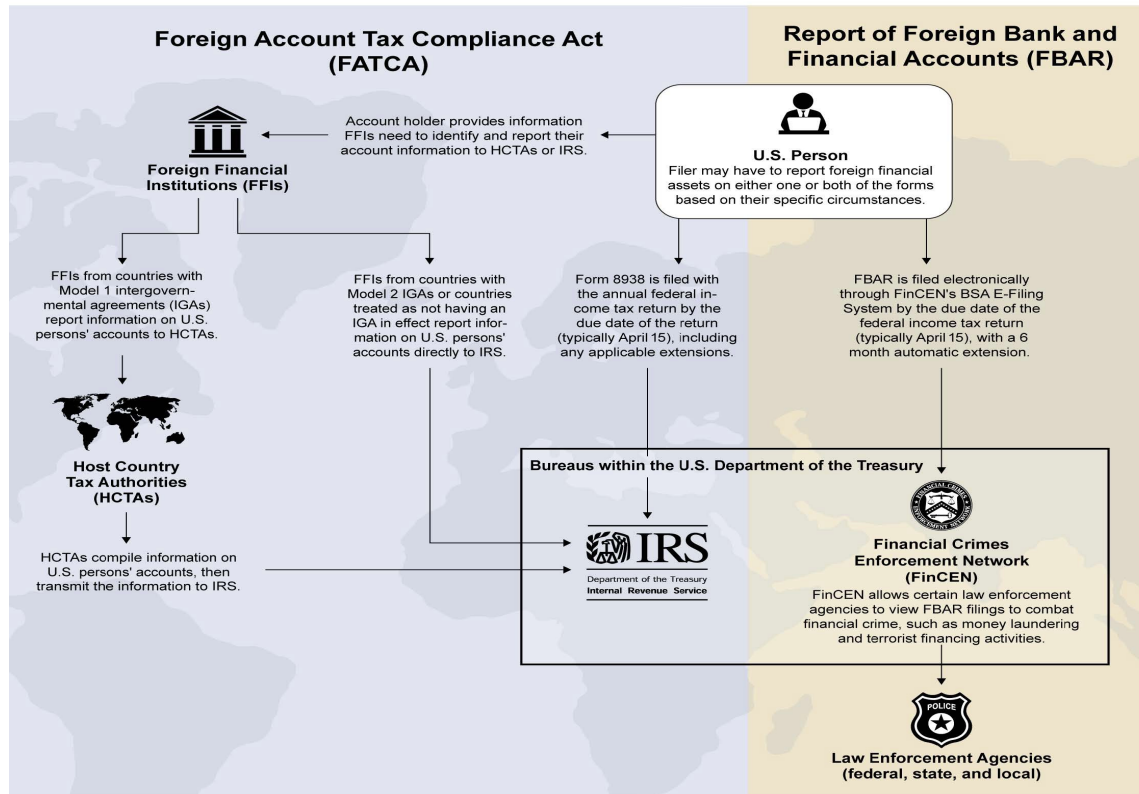 Foreign Account Tax Compliance Act
(FATCA)
Report of Foreign Bank and
Financial Accounts (FBAR)
Account holder provides information
FFIs need to identify and report their
account information to HCTAs or IRS.
Foreign Financial
Institutions (FFIs)
U.S. Person
Filer may have to report foreign financial
assets on either one or both of the forms
based on their specific circumstances.
FFIs from countries with
Model 1 intergovern-
mental agreements (IGAs)
report information on U.S.
persons' accounts to HCTAs.
FFIs from countries with
Model 2 IGAs or countries
treated as not having an
IGA in effect report infor-
mation on U.S. persons'
accounts directly to IRS.
Form 8938 is filed with
the annual federal in-
come tax return by the
due date of the return
(typically April 15), including
any applicable extensions.
FBAR is filed electronically
through FinCEN's BSA E-Filing
System by the due date of the
federal income tax return
(typically April 15), with a 6
month automatic extension.
Host Country
Tax Authorities
(HCTAs)
HCTAs compile information on
U.S. persons' accounts, then
transmit the information to IRS.
Bureaus within the U.S. Department of the Treasury
IRS
Department of the Treasury
Internal Revenue Service
FINANCIAL CRIMES
ENFORCEMENT NETWORK
Financial Crimes
Enforcement Network
(FinCEN)
FinCEN allows certain law enforcement
agencies to view FBAR filings to combat
financial crime, such as money laundering
and terrorist financing activities.
POLICE
Law Enforcement Agencies
(federal, state, and local)